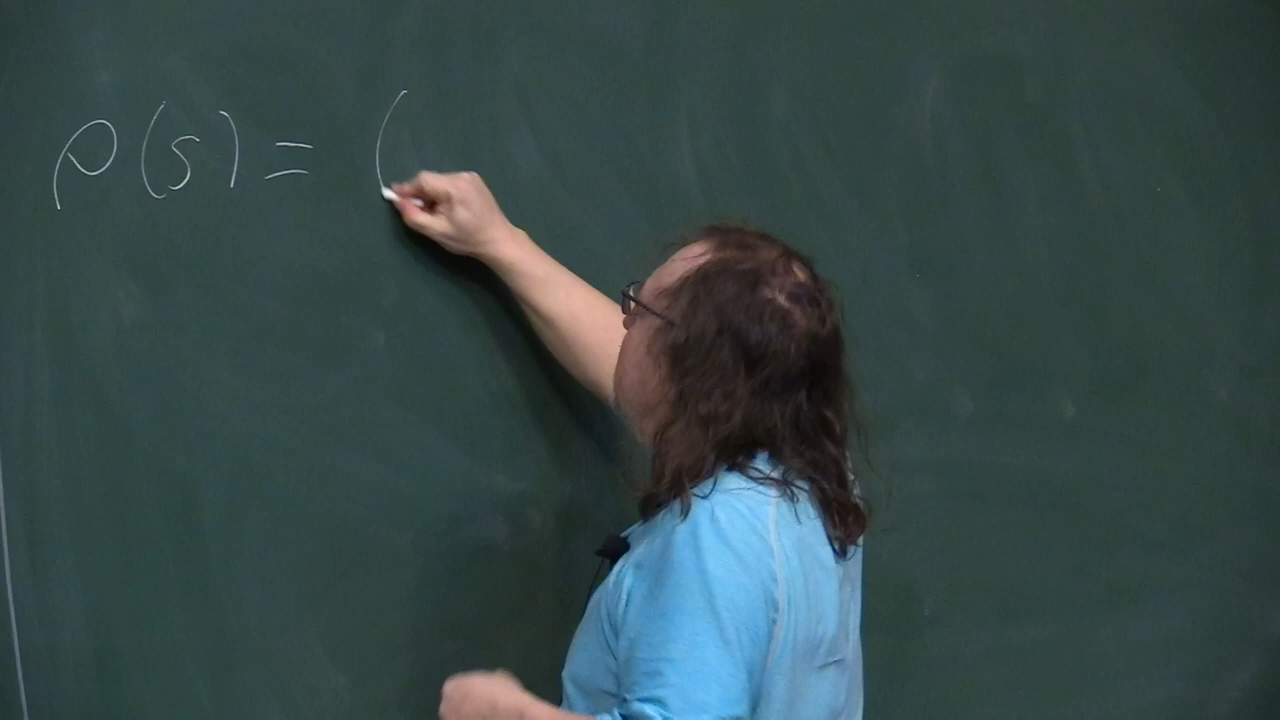 ρ(s) = (